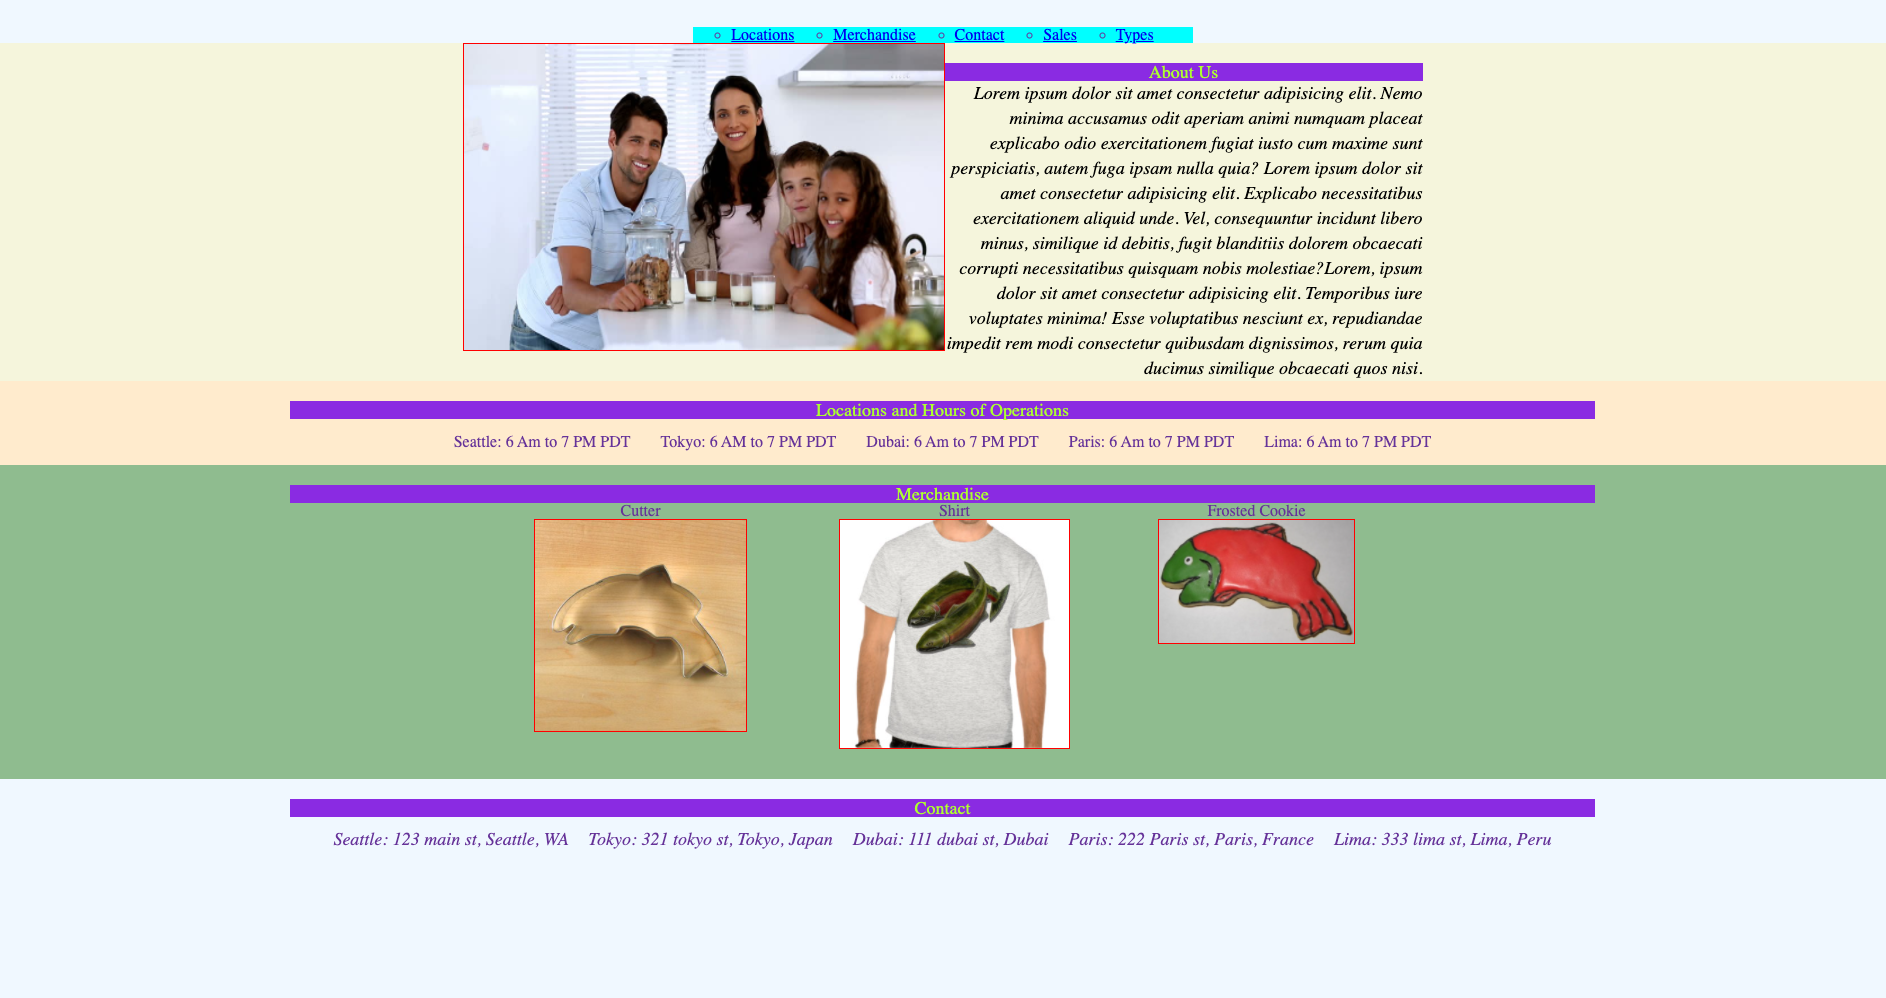 Locations Merchandise Contact Sales Types
About Us
Lorem ipsum dolor sit amet consectetur adipisicing elit. Nemo
minima accusamus odit aperiam animi numquam placeat
explicabo odio exercitationem fugiat iusto cum maxime sunt
perspiciatis, autem fuga ipsam nulla quia? Lorem ipsum dolor sit
amet consectetur adipisicing elit. Explicabo necessitatibus
exercitationem aliquid unde. Vel, consequuntur incidunt libero
minus, similique id debitis, fugit blanditiis dolorem obcaecati
corrupti necessitatibus quisquam nobis molestiae?Lorem, ipsum
dolor sit amet consectetur adipisicing elit. Temporibus iure
voluptates minima! Esse voluptatibus nesciunt ex, repudiandae
impedit rem modi consectetur quibusdam dignissimos, rerum quia
ducimus similique obcaecati quos nisi.
Locations and Hours of Operations
Seattle: 6 Am to 7 PM PDT Tokyo: 6 AM to 7 PM PDT Dubai: 6 Am to 7 PM PDT Paris: 6 Am to 7 PM PDT Lima: 6 Am to 7 PM PDT
Merchandise
Cutter Shirt Frosted Cookie
Contact
Seattle: 123 main st, Seattle, WA Tokyo: 321 tokyo st, Tokyo, Japan Dubai: 111 dubai st, Dubai Paris: 222 Paris st, Paris, France Lima: 333 lima st, Lima, Peru